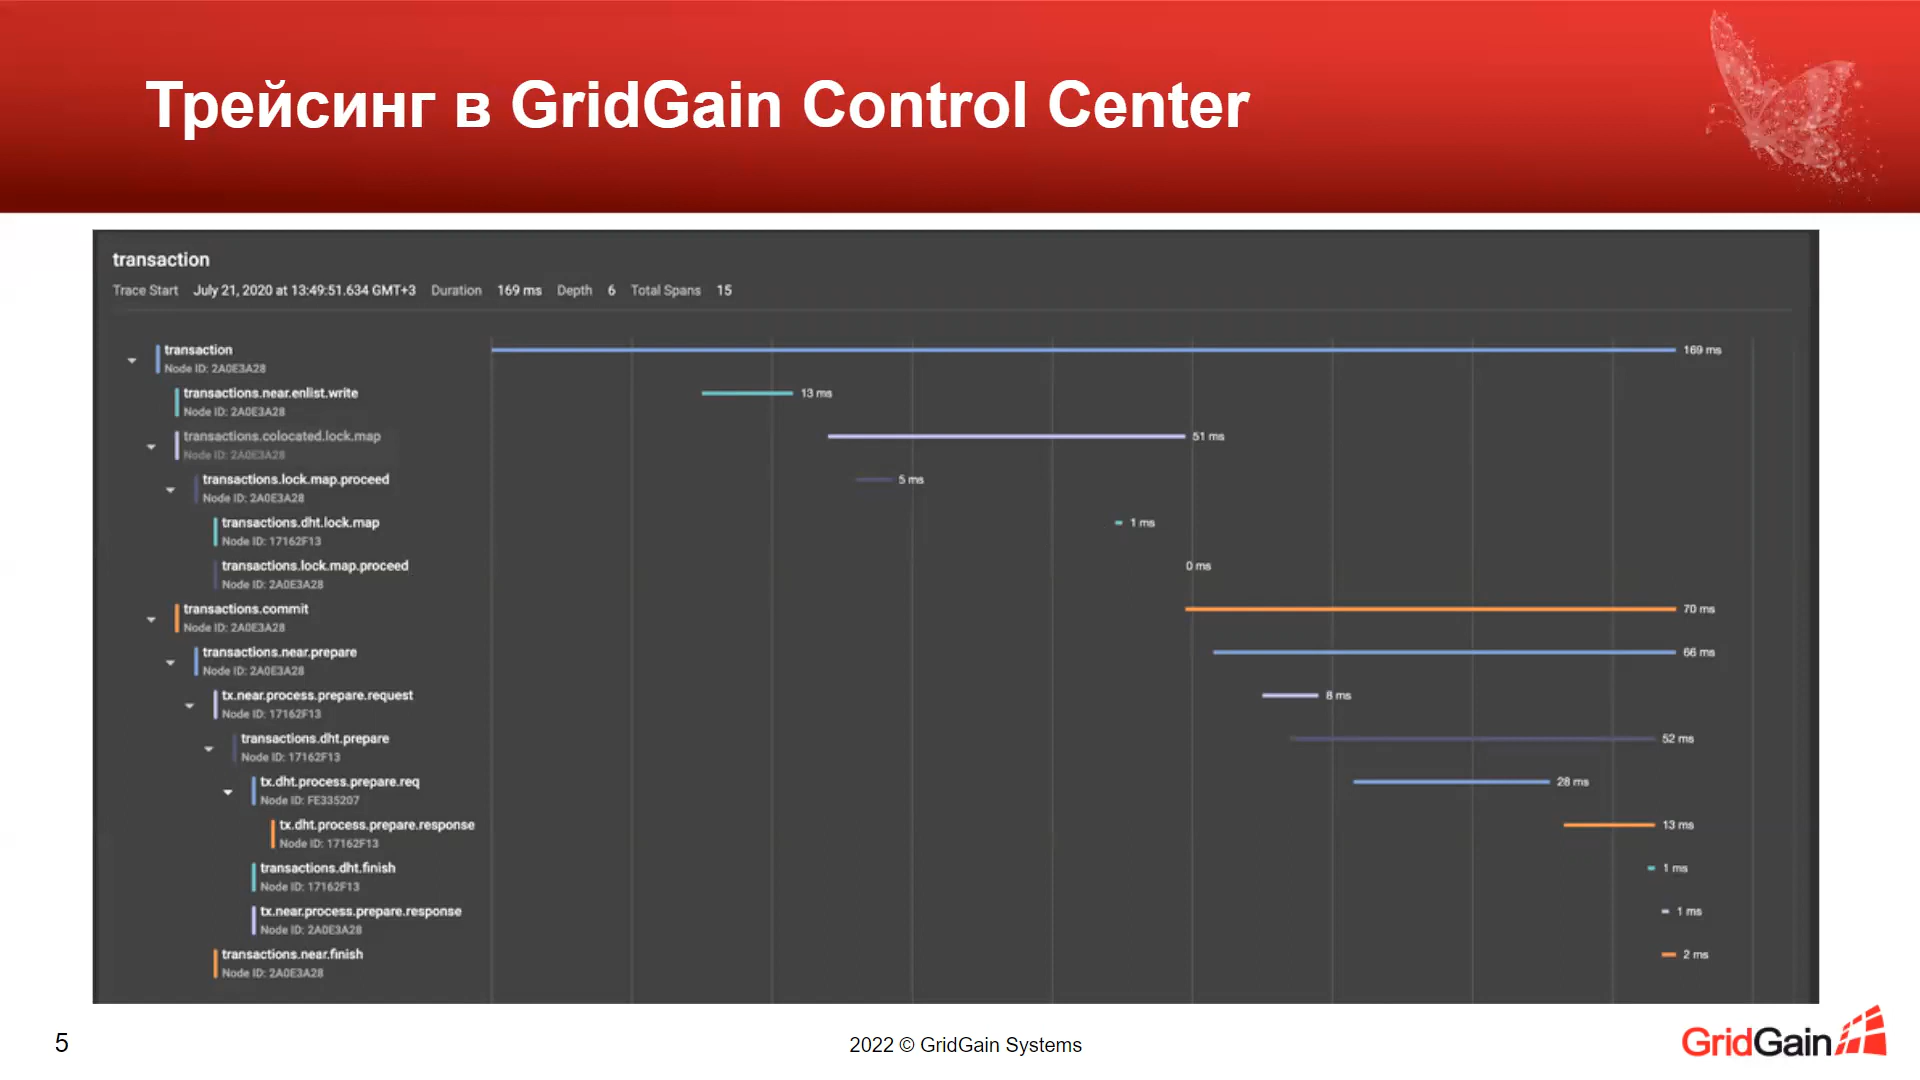 Трейсинг в GridGain Control Center
transaction
Trace Start July 21, 2020 at 13:49:51.634 GMT+3 Duration 169 ms Depth 6 Total Spans 15
transaction 169 ms
Node ID: 2A0E3A28
transactions.near.enlist.write 13 ms
Node ID: 2A0E3A28
transactions.colocated.lock.map 51 ms
Node ID: 2A0E3A28
transactions.lock.map.proceed 5 ms
Node ID: 2A0E3A28
transactions.dht.lock.map 1 ms
Node ID: 17162F13
transactions.lock.map.proceed 0 ms
Node ID: 2A0E3A28
transactions.commit 70 ms
Node ID: 2A0E3A28
transactions.near.prepare 66 ms
Node ID: 2A0E3A28
tx.near.process.prepare.request 8 ms
Node ID: 17162F13
transactions.dht.prepare 52 ms
Node ID: 17162F13
tx.dht.process.prepare.req 28 ms
Node ID: FE335207
tx.dht.process.prepare.response 13 ms
Node ID: 17162F13
transactions.dht.finish 1 ms
Node ID: 17162F13
tx.near.process.prepare.response 1 ms
Node ID: 2A0E3A28
transactions.near.finish 2 ms
Node ID: 2A0E3A28
5
2022 © GridGain Systems
GridGain